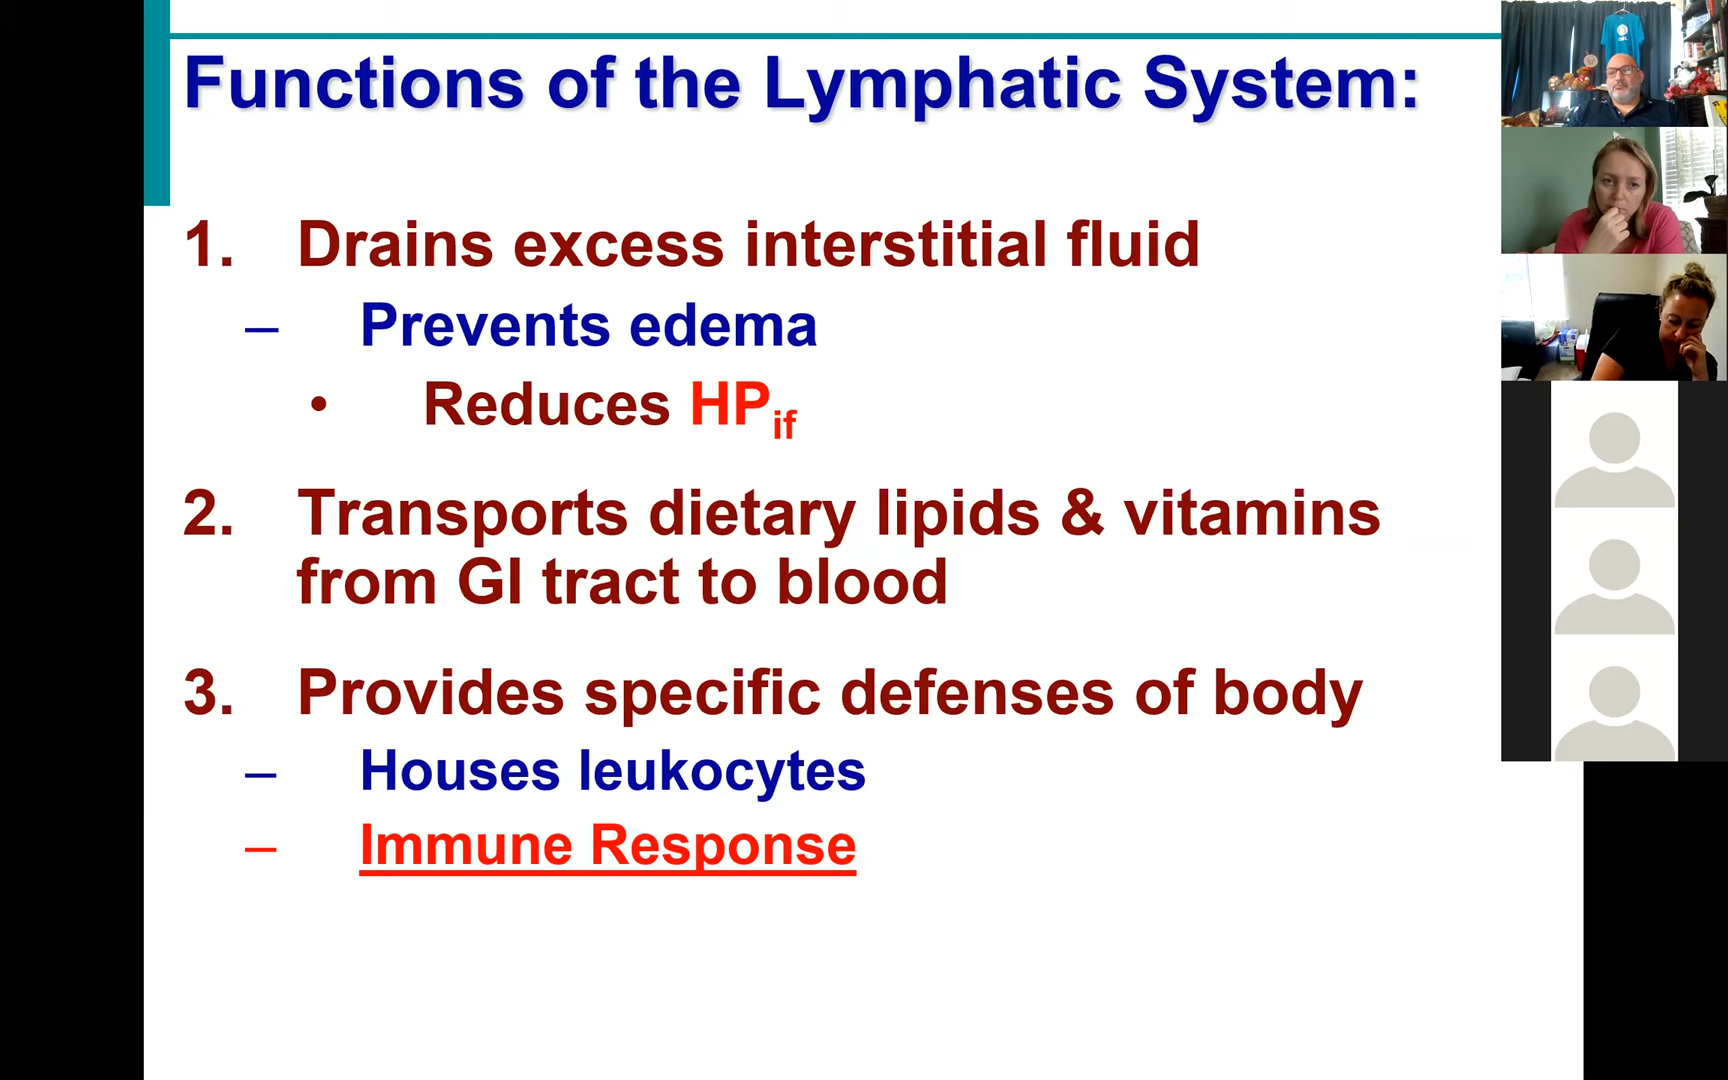 Functions of the Lymphatic System:
1. Drains excess interstitial fluid
– Prevents edema
• Reduces HPif
2. Transports dietary lipids & vitamins
from GI tract to blood
3. Provides specific defenses of body
– Houses leukocytes
– Immune Response